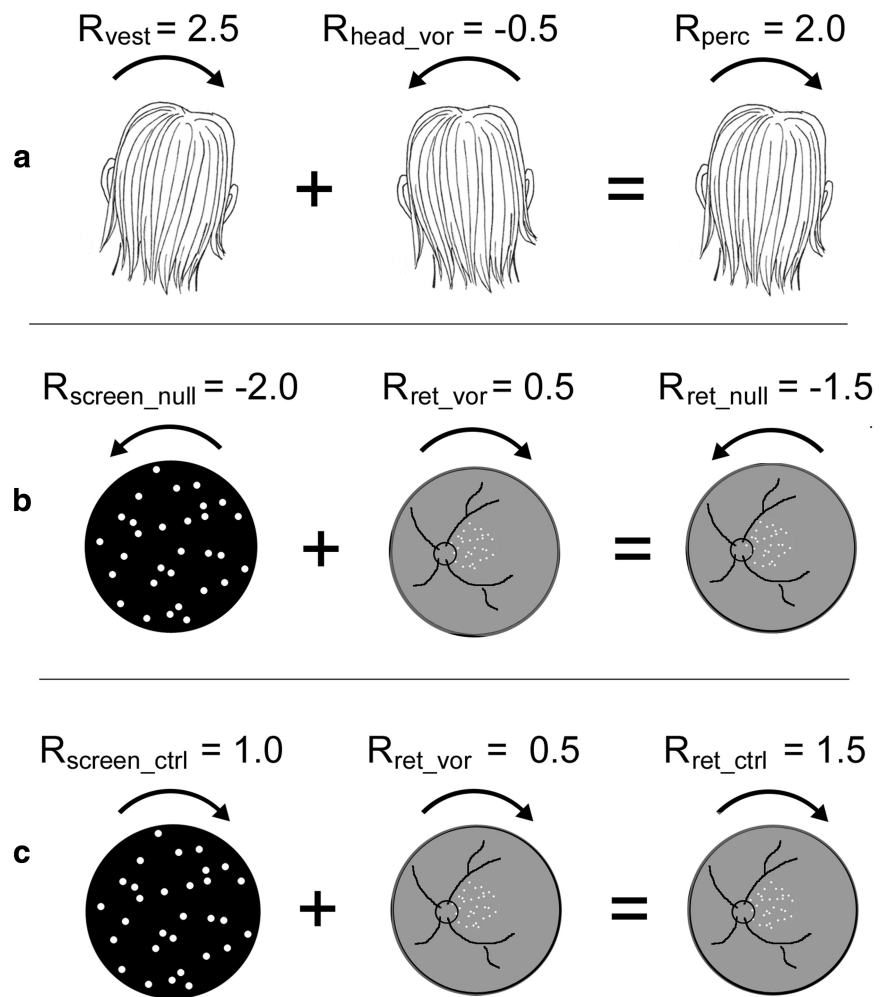 R_vest = 2.5 R_head_vor = -0.5 R_perc = 2.0
a
+ =
R_screen_null = -2.0 R_ret_vor = 0.5 R_ret_null = -1.5
b
+ =
R_screen_ctrl = 1.0 R_ret_vor = 0.5 R_ret_ctrl = 1.5
c
+ =